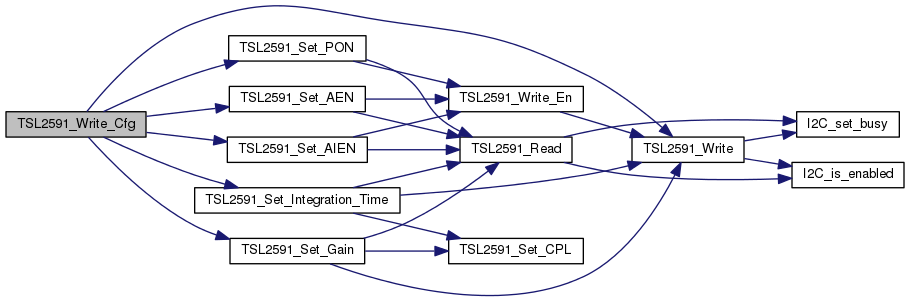 TSL2591_Write_Cfg
TSL2591_Set_PON
TSL2591_Set_AEN
TSL2591_Set_AIEN
TSL2591_Set_Integration_Time
TSL2591_Set_Gain
TSL2591_Write_En
TSL2591_Read
TSL2591_Set_CPL
TSL2591_Write
I2C_set_busy
I2C_is_enabled